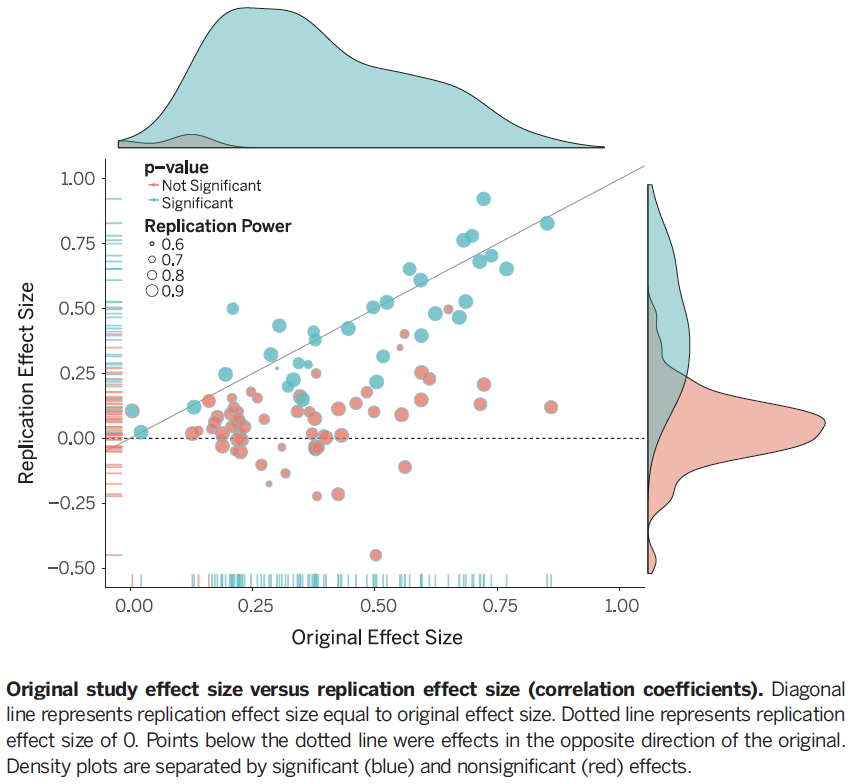 p−value
Not Significant
Significant
Replication Power
0.6
0.7
0.8
0.9
Replication Effect Size
1.00
0.75
0.50
0.25
0.00
−0.25
−0.50
0.00 0.25 0.50 0.75 1.00
Original Effect Size
Original study effect size versus replication effect size (correlation coefficients). Diagonal
line represents replication effect size equal to original effect size. Dotted line represents replication
effect size of 0. Points below the dotted line were effects in the opposite direction of the original.
Density plots are separated by significant (blue) and nonsignificant (red) effects.